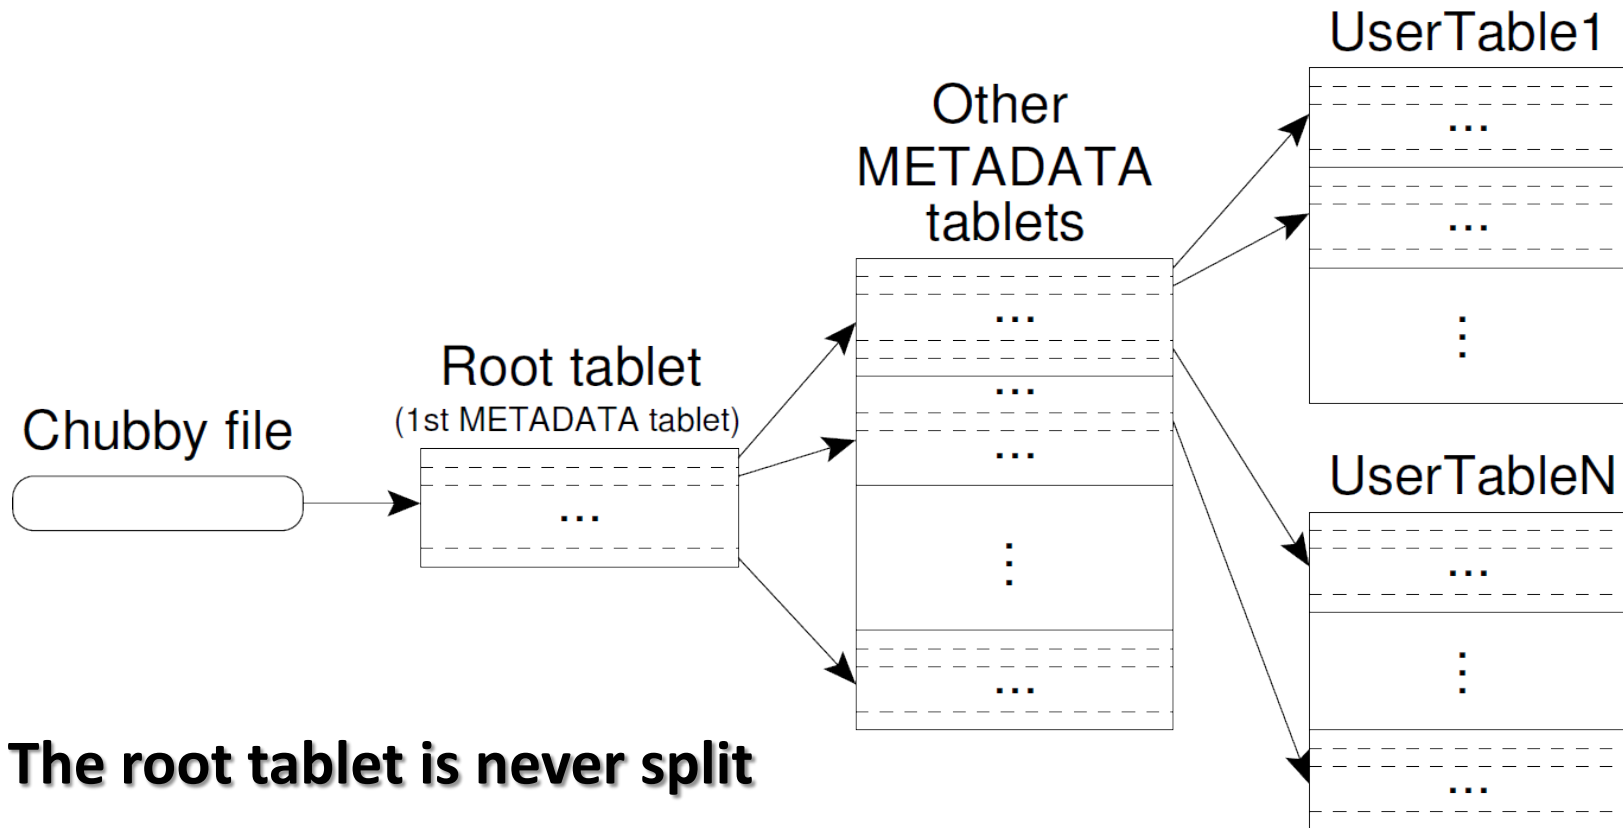 Chubby file
Root tablet
(1st METADATA tablet)
...
Other
METADATA
tablets
...
...
...
...
UserTable1
...
...
UserTableN
...
...
The root tablet is never split